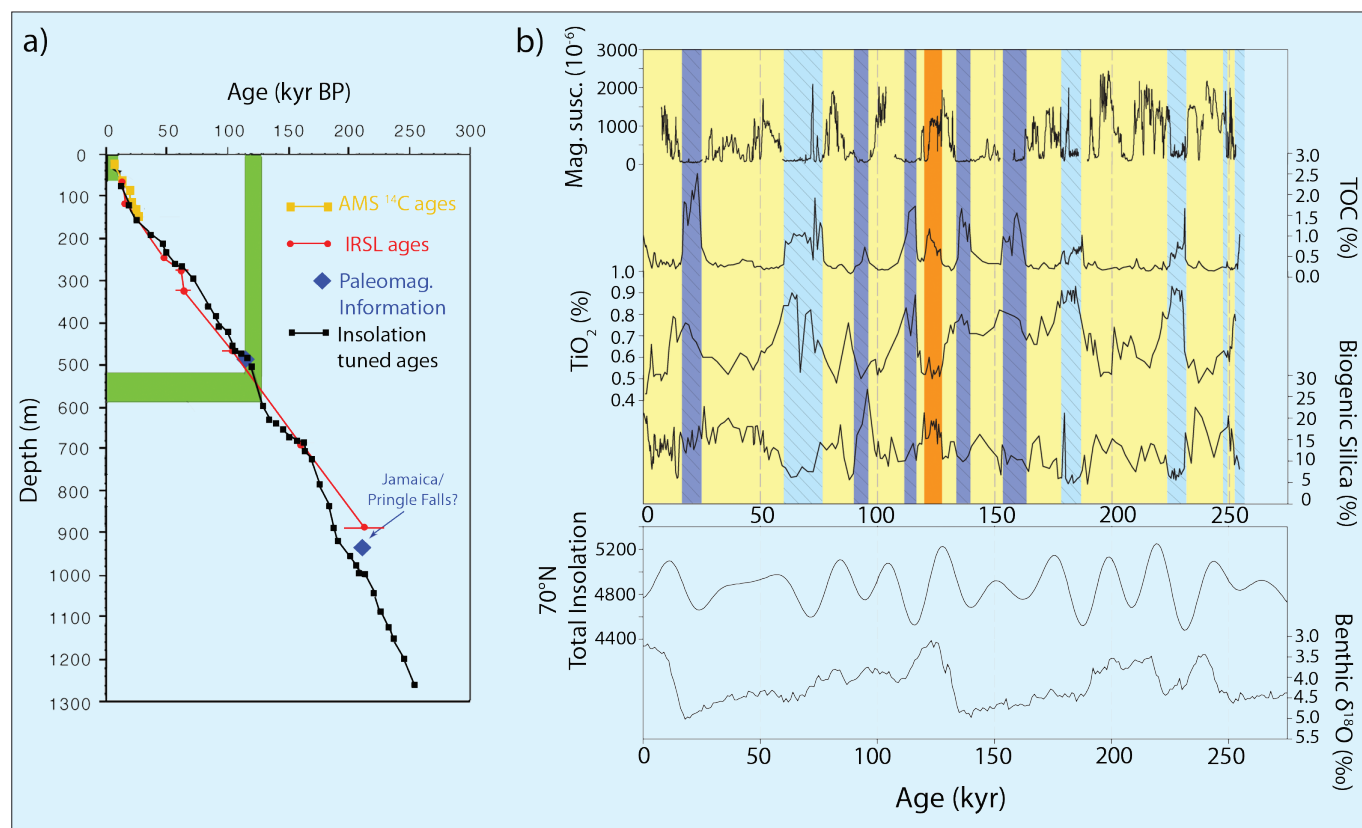 a)
Age (kyr BP)
0 50 100 150 200 250 300
0
100
200
300
400
500
600
700
800
900
1000
1100
1200
1300
Depth (m)
AMS ¹⁴C ages
IRSL ages
Paleomag.
Information
Insolation
tuned ages
Jamaica/
Pringle Falls?
b)
Mag. susc. (10⁻⁶)
3000
2000
1000
0
TOC (%)
3.0
2.5
2.0
1.5
1.0
0.5
0.0
TiO₂ (%)
1.0
0.9
0.8
0.7
0.6
0.5
0.4
Biogenic Silica (%)
30
25
20
15
10
5
0
0 50 100 150 200 250
70°N
Total Insolation
5200
4800
4400
Benthic δ¹⁸O (‰)
3.0
3.5
4.0
4.5
5.0
5.5
0 50 100 150 200 250
Age (kyr)